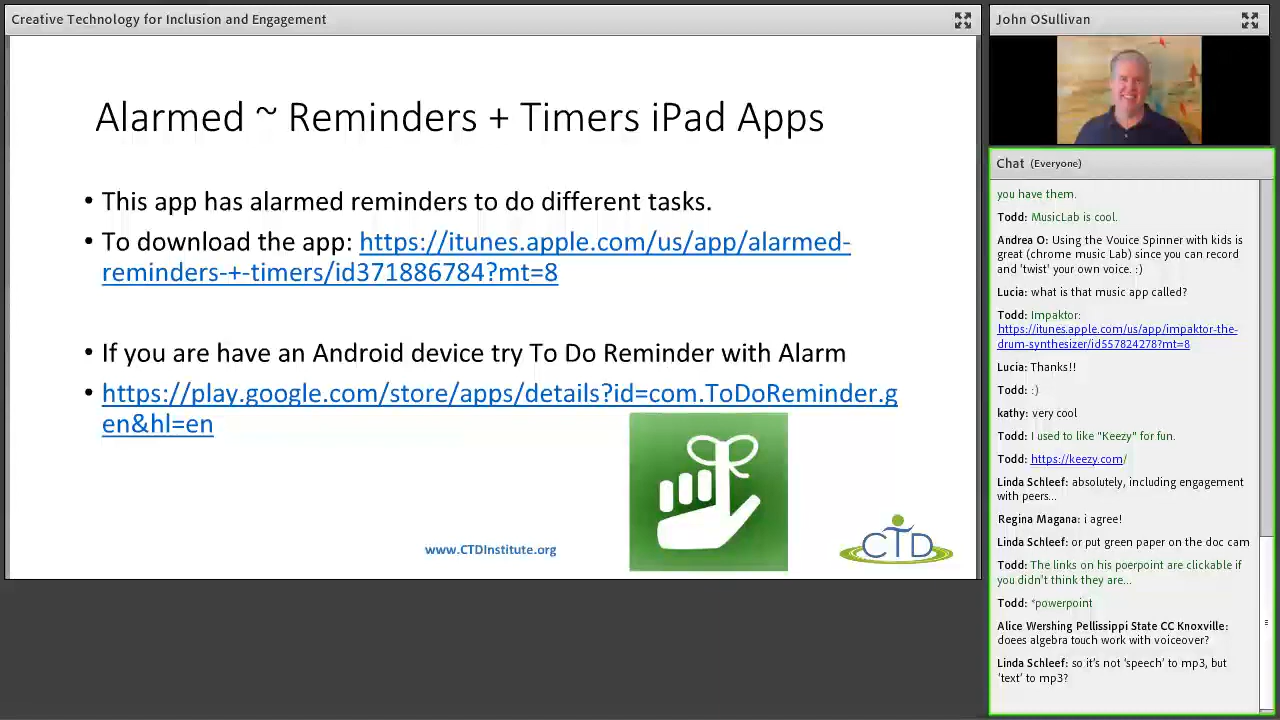 Creative Technology for Inclusion and Engagement
Alarmed ~ Reminders + Timers iPad Apps
• This app has alarmed reminders to do different tasks.
• To download the app: https://itunes.apple.com/us/app/alarmed-
reminders-+-timers/id371886784?mt=8
• If you are have an Android device try To Do Reminder with Alarm
• https://play.google.com/store/apps/details?id=com.ToDoReminder.g
en&hl=en
www.CTDInstitute.org
CTD
John OSullivan
Chat (Everyone)
you have them.
Todd: MusicLab is cool.
Andrea O: Using the Vouice Spinner with kids is
great (chrome music Lab) since you can record
and 'twist' your own voice. :)
Lucia: what is that music app called?
Todd: Impaktor:
https://itunes.apple.com/us/app/impaktor-the-
drum-synthesizer/id557824278?mt=8
Lucia: Thanks!!
Todd: :)
kathy: very cool
Todd: I used to like "Keezy" for fun.
Todd: https://keezy.com/
Linda Schleef: absolutely, including engagement
with peers...
Regina Magana: i agree!
Linda Schleef: or put green paper on the doc cam
Todd: The links on his poerpoint are clickable if
you didn't think they are...
Todd: *powerpoint
Alice Wershing Pellissippi State CC Knoxville:
doees algebra touch work with voiceover?
Linda Schleef: so it's not 'speech' to mp3, but
'text' to mp3?